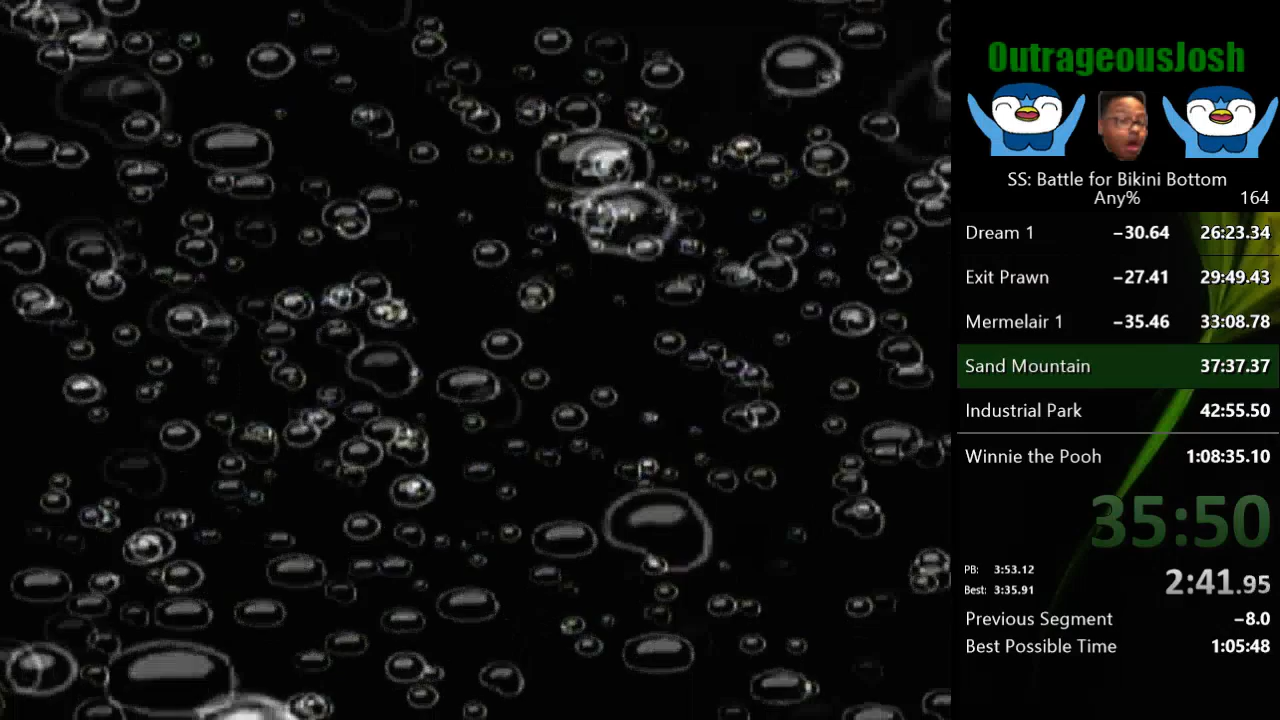 OutrageousJosh
SS: Battle for Bikini Bottom
Any% 164
Dream 1 −30.64 26:23.34
Exit Prawn −27.41 29:49.43
Mermelair 1 −35.46 33:08.78
Sand Mountain 37:37.37
Industrial Park 42:55.50
Winnie the Pooh 1:08:35.10
35:50
PB: 3:53.12
Best: 3:35.91
2:41.95
Previous Segment −8.0
Best Possible Time 1:05:48